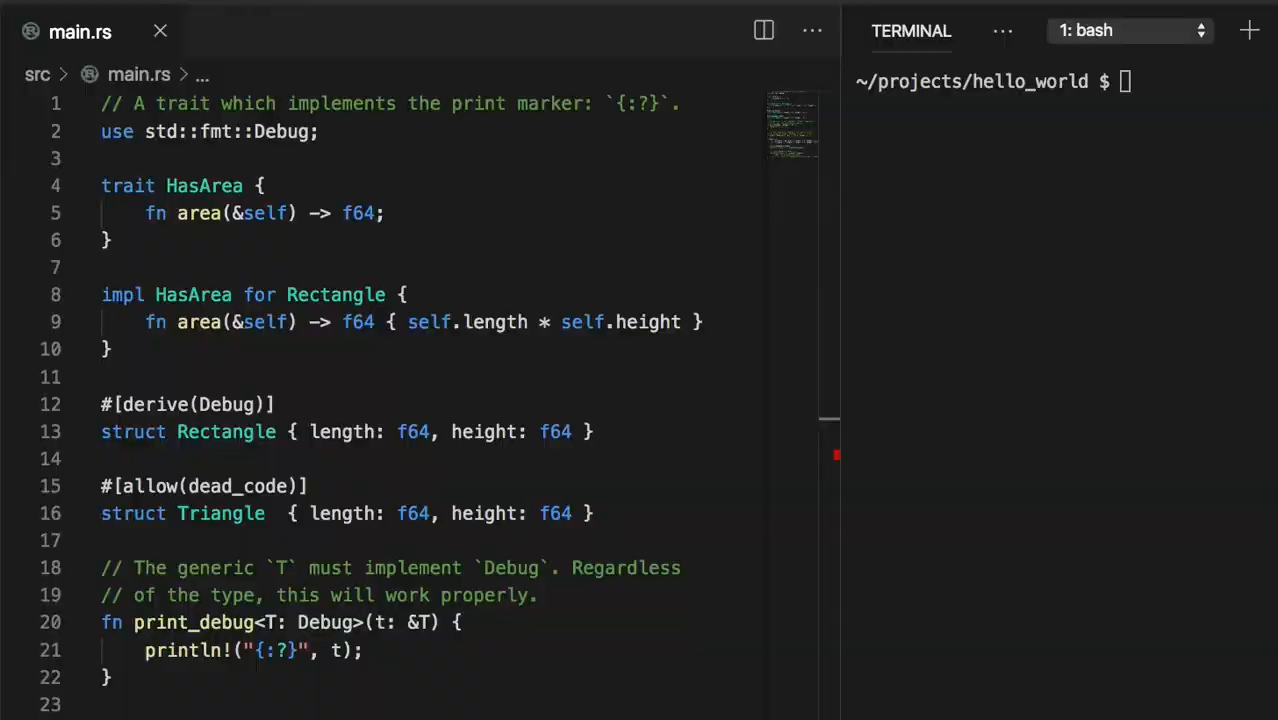 main.rs
src > main.rs > ...
1 // A trait which implements the print marker: `{:?}`.
2 use std::fmt::Debug;
3
4 trait HasArea {
5     fn area(&self) -> f64;
6 }
7
8 impl HasArea for Rectangle {
9     fn area(&self) -> f64 { self.length * self.height }
10 }
11
12 #[derive(Debug)]
13 struct Rectangle { length: f64, height: f64 }
14
15 #[allow(dead_code)]
16 struct Triangle  { length: f64, height: f64 }
17
18 // The generic `T` must implement `Debug`. Regardless
19 // of the type, this will work properly.
20 fn print_debug<T: Debug>(t: &T) {
21     println!("{:?}", t);
22 }
23
TERMINAL ... 1: bash
~/projects/hello_world $